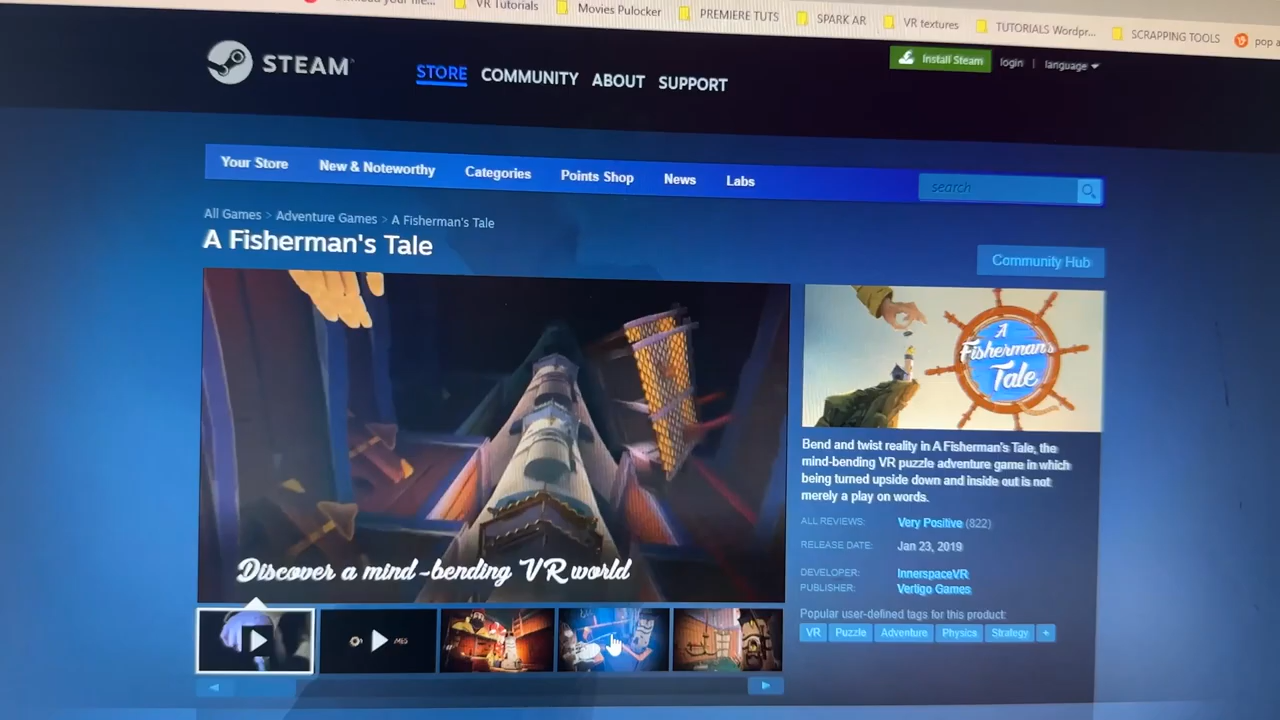 VR Tutorials
Movies Pulocker
PREMIERE TUTS
SPARK AR
VR textures
TUTORIALS Wordpr...
SCRAPPING TOOLS
pop a
STEAM
STORE COMMUNITY ABOUT SUPPORT
Install Steam login | language
Your Store New & Noteworthy Categories Points Shop News Labs
search
All Games > Adventure Games > A Fisherman's Tale
A Fisherman's Tale
Community Hub
Discover a mind-bending VR world
A
Fisherman's
Tale
Bend and twist reality in A Fisherman's Tale, the
mind-bending VR puzzle adventure game in which
being turned upside down and inside out is not
merely a play on words.
ALL REVIEWS: Very Positive (822)
RELEASE DATE: Jan 23, 2019
DEVELOPER: InnerspaceVR
PUBLISHER: Vertigo Games
Popular user-defined tags for this product:
VR Puzzle Adventure Physics Strategy +